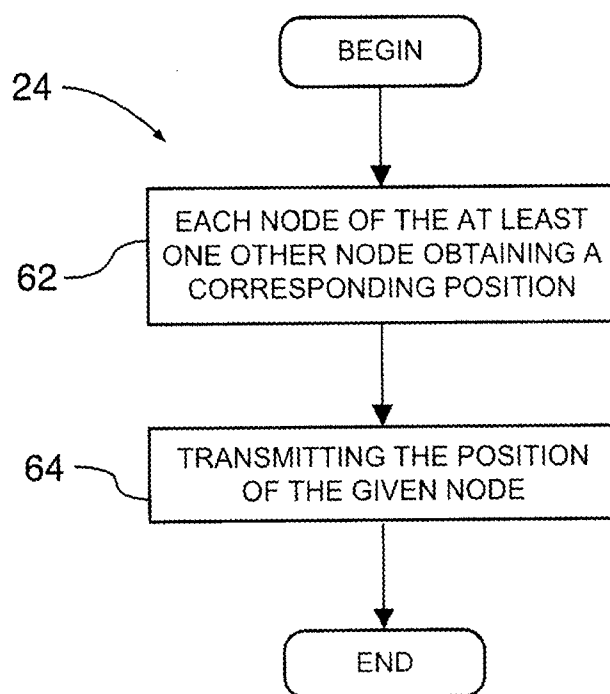 BEGIN
24
EACH NODE OF THE AT LEAST
ONE OTHER NODE OBTAINING A
CORRESPONDING POSITION
62
TRANSMITTING THE POSITION
OF THE GIVEN NODE
64
END